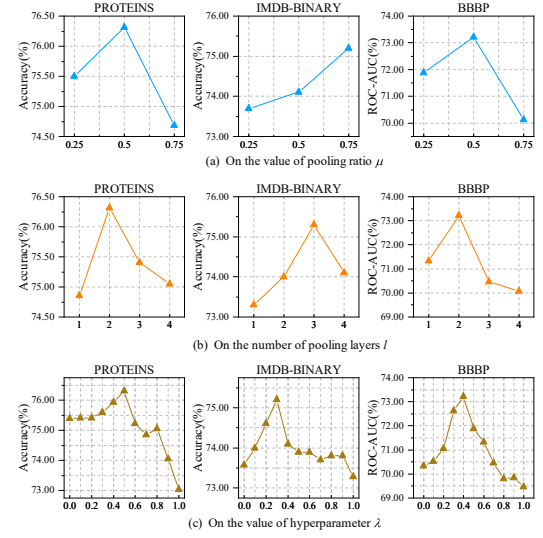 PROTEINS IMDB-BINARY BBBP
Accuracy(%) 76.50 75.50 75.00 74.50 0.25 0.5 0.75
Accuracy(%) 76.00 75.00 74.00 73.00 0.25 0.5 0.75
ROC-AUC(%) 73.00 72.00 71.00 70.00 0.25 0.5 0.75
(a) On the value of pooling ratio μ
PROTEINS IMDB-BINARY BBBP
Accuracy(%) 76.50 76.00 75.50 75.00 74.50 1 2 3 4
Accuracy(%) 76.00 75.00 74.00 73.00 1 2 3 4
ROC-AUC(%) 74.00 73.00 72.00 71.00 70.00 69.00 1 2 3 4
(b) On the number of pooling layers l
PROTEINS IMDB-BINARY BBBP
Accuracy(%) 76.00 75.00 74.00 73.00 0.0 0.2 0.4 0.6 0.8 1.0
Accuracy(%) 75.00 74.00 73.00 0.0 0.2 0.4 0.6 0.8 1.0
ROC-AUC(%) 74.00 73.00 72.00 71.00 70.00 69.00 0.0 0.2 0.4 0.6 0.8 1.0
(c) On the value of hyperparameter λ